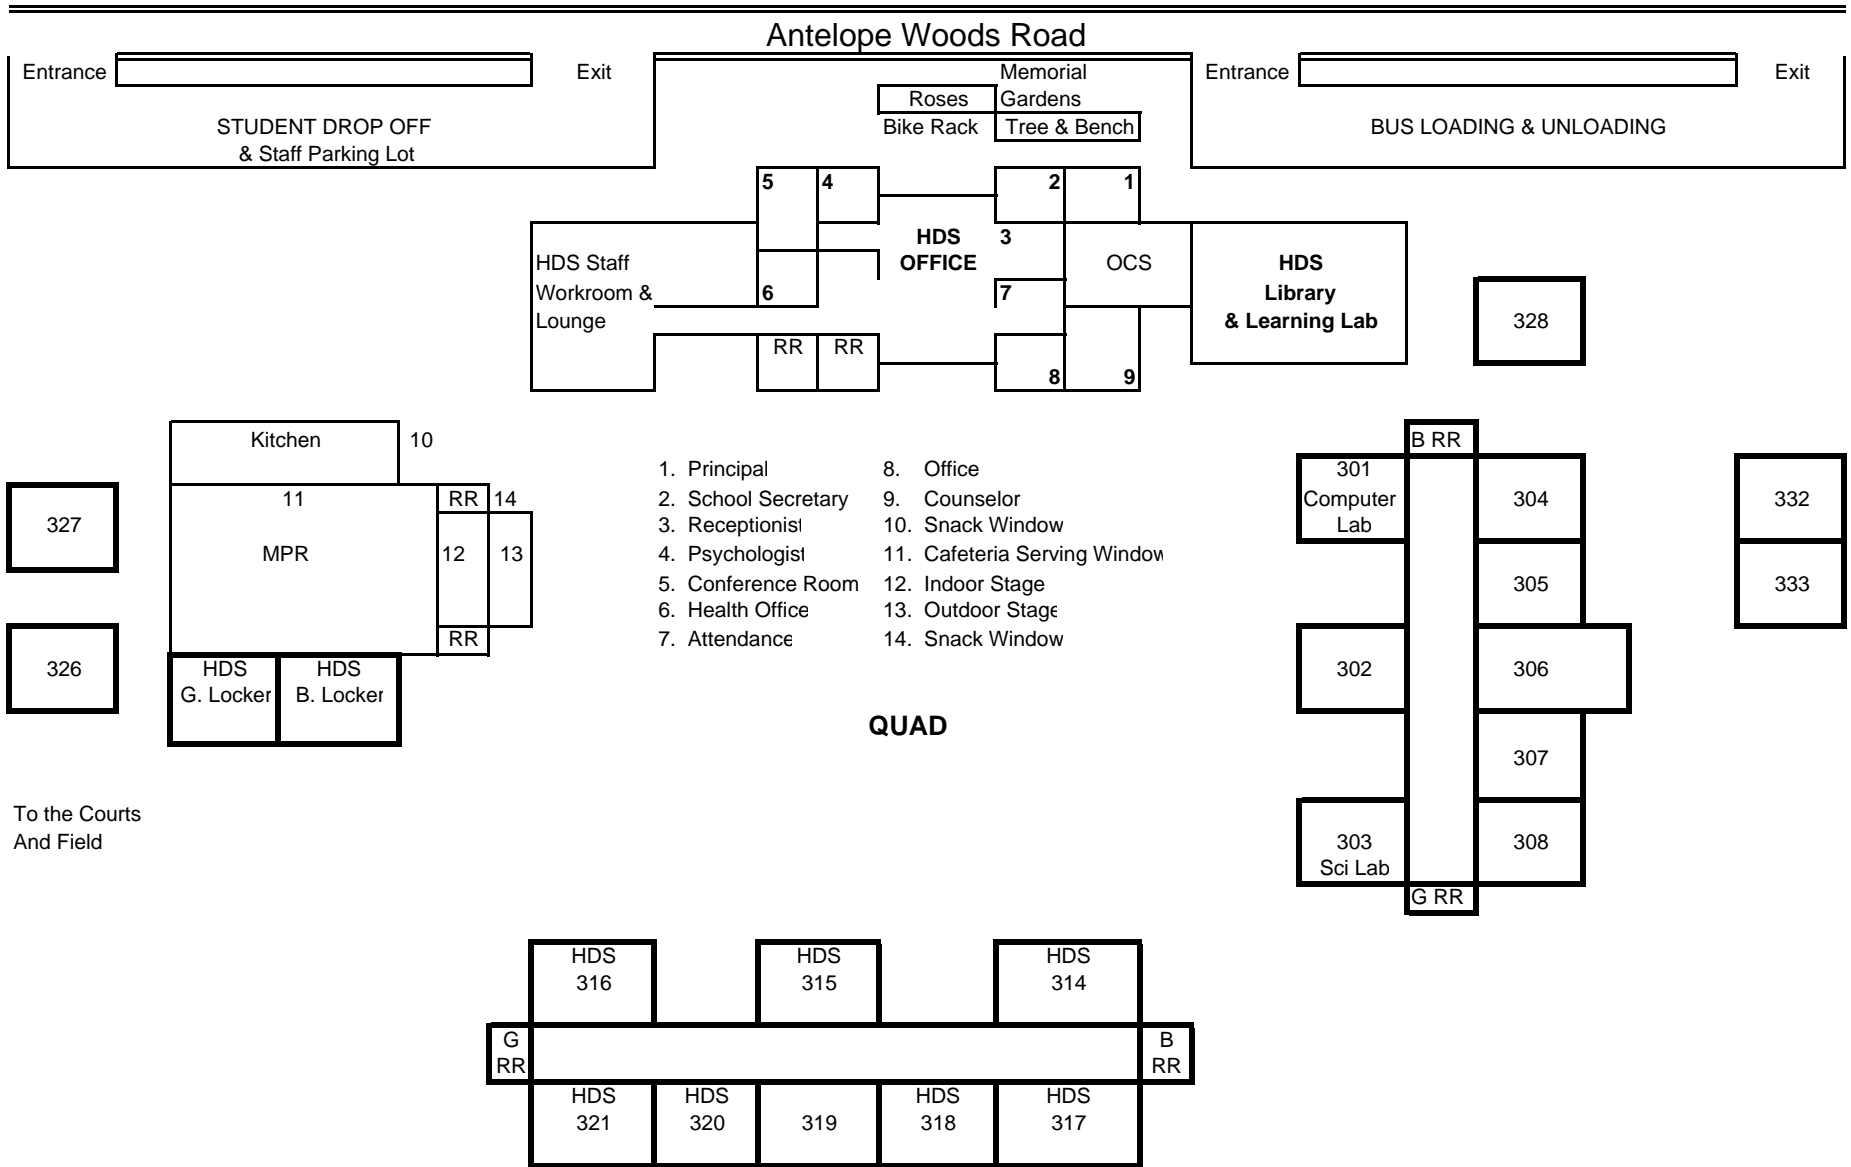 Antelope Woods Road
Entrance
Exit
Memorial
Entrance
Exit
Roses
Gardens
STUDENT DROP OFF
Bike Rack
Tree & Bench
BUS LOADING & UNLOADING
& Staff Parking Lot
5
4
2
1
HDS
OFFICE
3
HDS Staff
Workroom &
Lounge
OCS
HDS
Library
& Learning Lab
6
7
328
RR
RR
8
9
Kitchen
10
B RR
1. Principal
2. School Secretary
3. Receptionist
4. Psychologist
5. Conference Room
6. Health Office
7. Attendance
8. Office
9. Counselor
10. Snack Window
11. Cafeteria Serving Window
12. Indoor Stage
13. Outdoor Stage
14. Snack Window
301
Computer
Lab
304
332
11
RR
14
327
MPR
12
13
305
333
RR
326
HDS
G. Locker
HDS
B. Locker
302
306
QUAD
307
To the Courts
And Field
303
Sci Lab
308
G RR
HDS
316
HDS
315
HDS
314
G
RR
B
RR
HDS
321
HDS
320
319
HDS
318
HDS
317